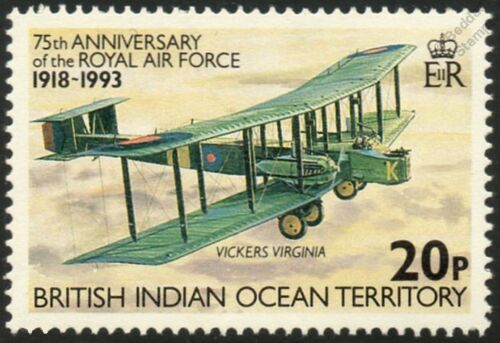 75th ANNIVERSARY
of the ROYAL AIR FORCE
1918-1993
EIIR
K
VICKERS VIRGINIA
20P
BRITISH INDIAN OCEAN TERRITORY